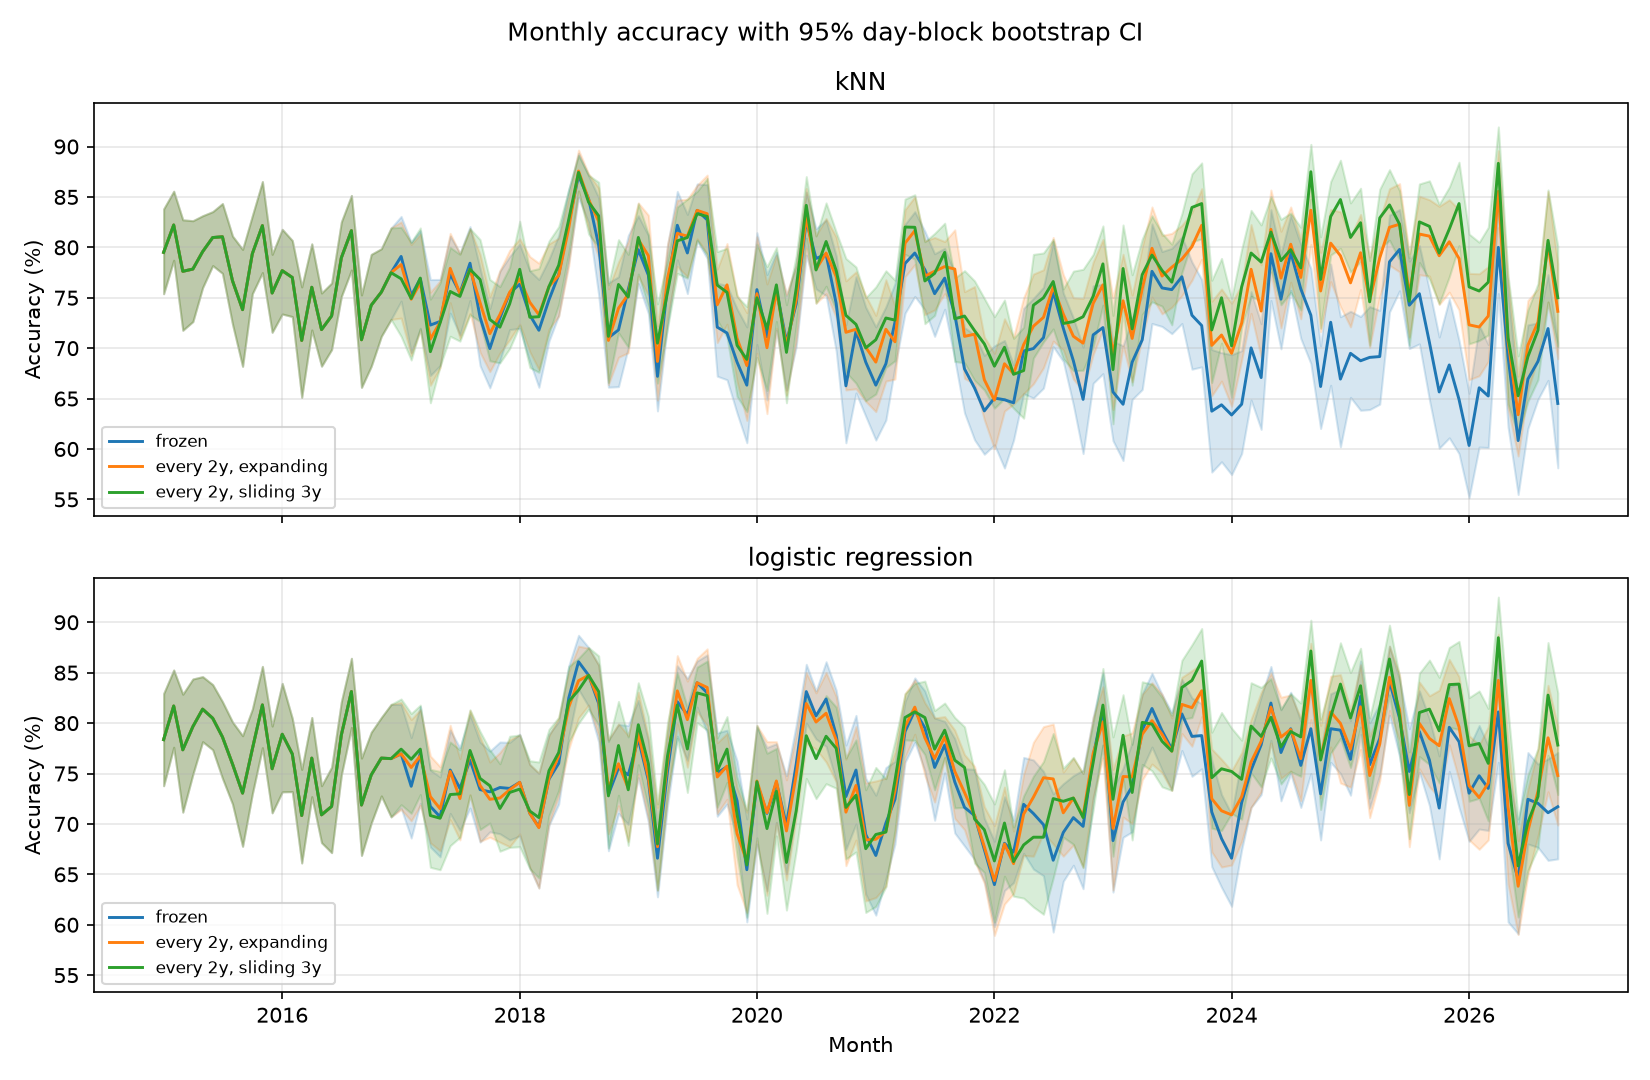 Monthly accuracy with 95% day-block bootstrap CI
kNN
Accuracy (%)
90
85
80
75
70
65
60
55
frozen
every 2y, expanding
every 2y, sliding 3y
logistic regression
Accuracy (%)
90
85
80
75
70
65
60
55
frozen
every 2y, expanding
every 2y, sliding 3y
2016 2018 2020 2022 2024 2026
Month